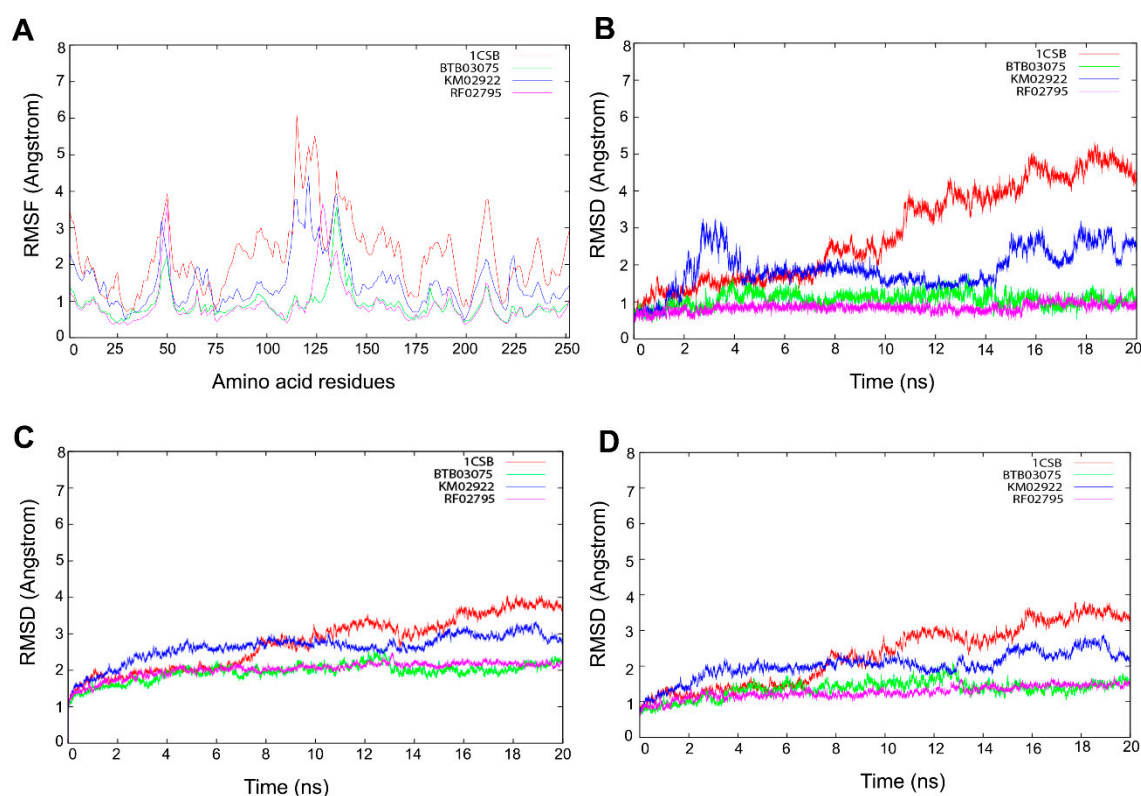 A
8
7
6
5
4
3
2
1
0
RMSF (Angstrom)
1CSB
BTB03075
KM02922
RF02795
0 25 50 75 100 125 150 175 200 225 250
Amino acid residues
B
8
7
6
5
4
3
2
1
0
RMSD (Angstrom)
1CSB
BTB03075
KM02922
RF02795
0 2 4 6 8 10 12 14 16 18 20
Time (ns)
C
8
7
6
5
4
3
2
1
0
RMSD (Angstrom)
1CSB
BTB03075
KM02922
RF02795
0 2 4 6 8 10 12 14 16 18 20
Time (ns)
D
8
7
6
5
4
3
2
1
0
RMSD (Angstrom)
1CSB
BTB03075
KM02922
RF02795
0 2 4 6 8 10 12 14 16 18 20
Time (ns)